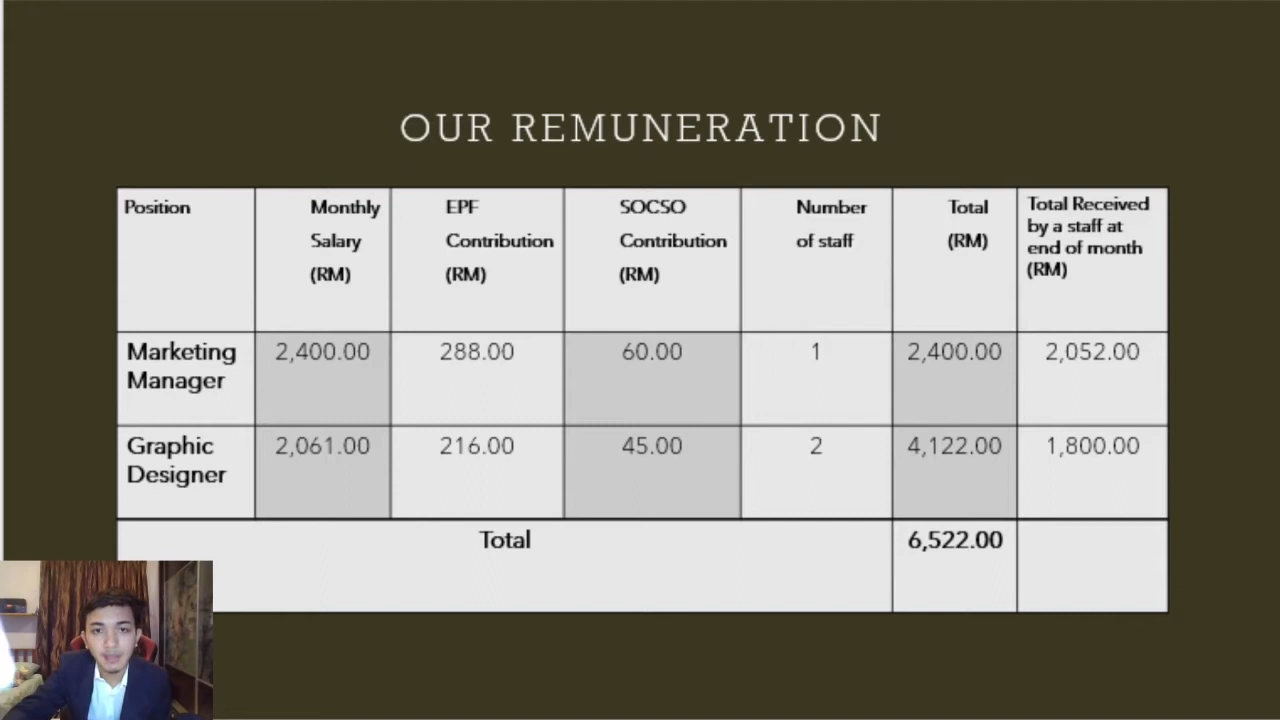 OUR REMUNERATION
Position
Monthly
Salary
(RM)
EPF
Contribution
(RM)
SOCSO
Contribution
(RM)
Number
of staff
Total
(RM)
Total Received
by a staff at
end of month
(RM)
Marketing
Manager
2,400.00
288.00
60.00
1
2,400.00
2,052.00
Graphic
Designer
2,061.00
216.00
45.00
2
4,122.00
1,800.00
Total
6,522.00